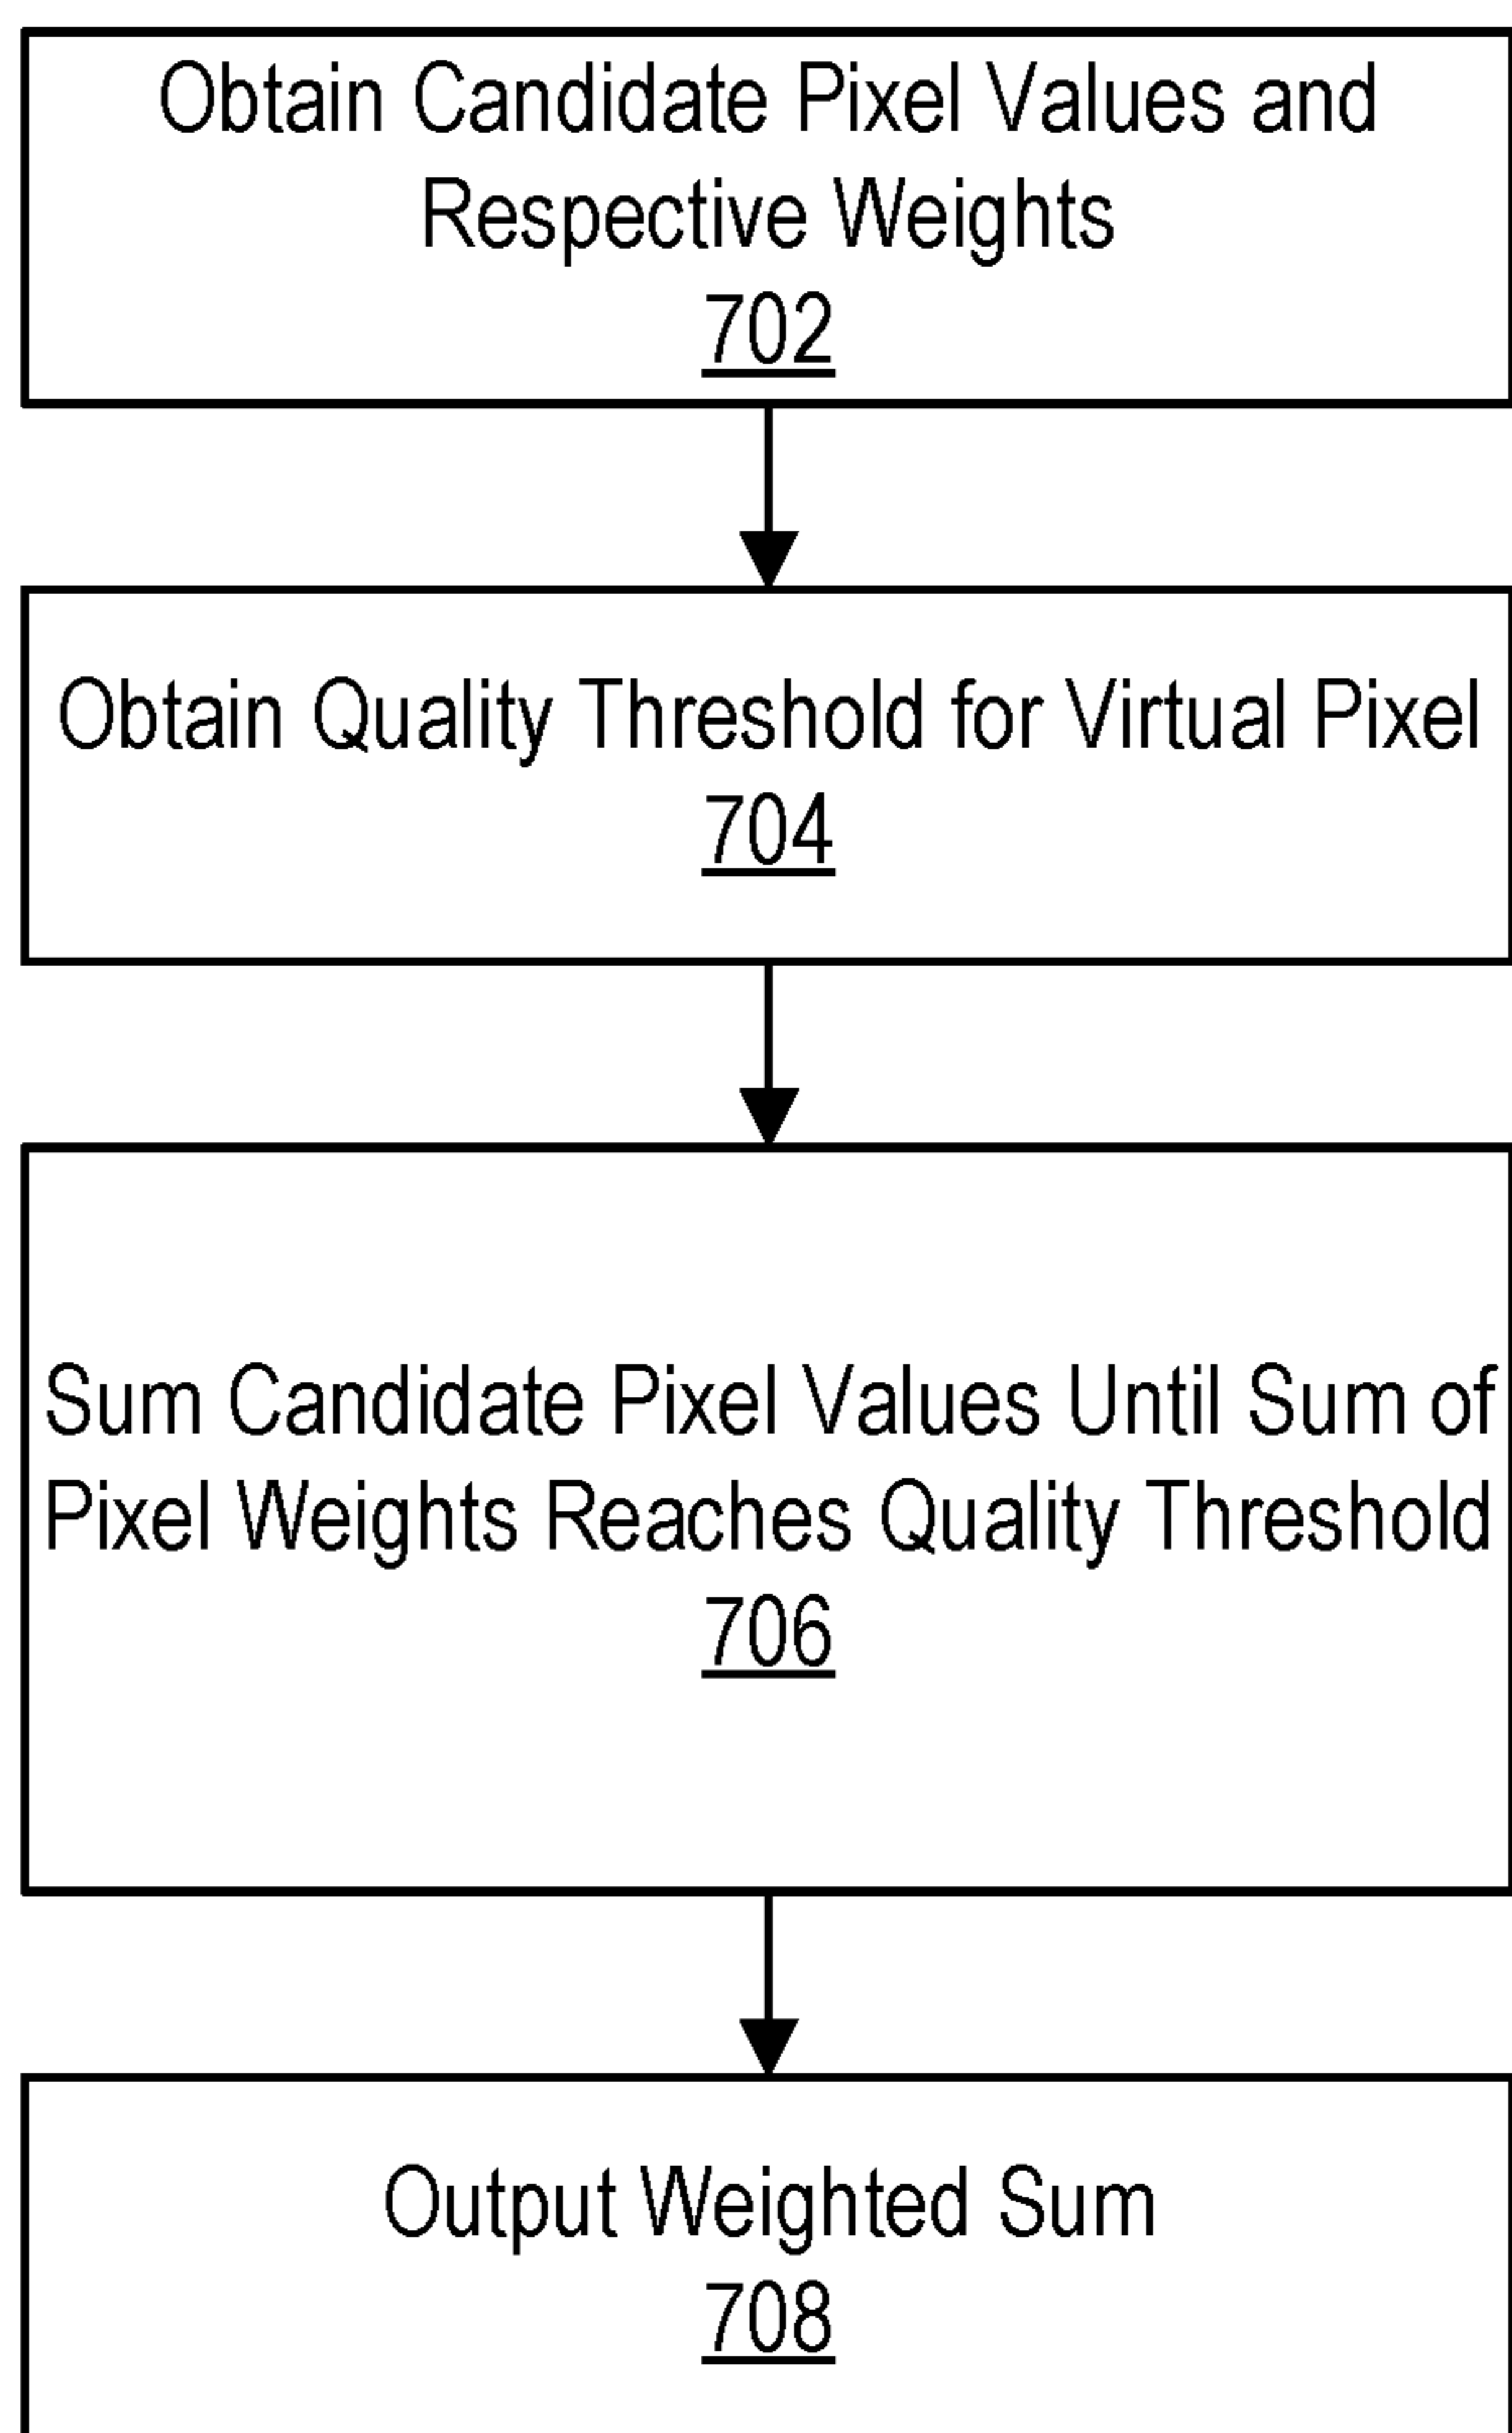 Obtain Candidate Pixel Values and
Respective Weights
702
Obtain Quality Threshold for Virtual Pixel
704
Sum Candidate Pixel Values Until Sum of
Pixel Weights Reaches Quality Threshold
706
Output Weighted Sum
708